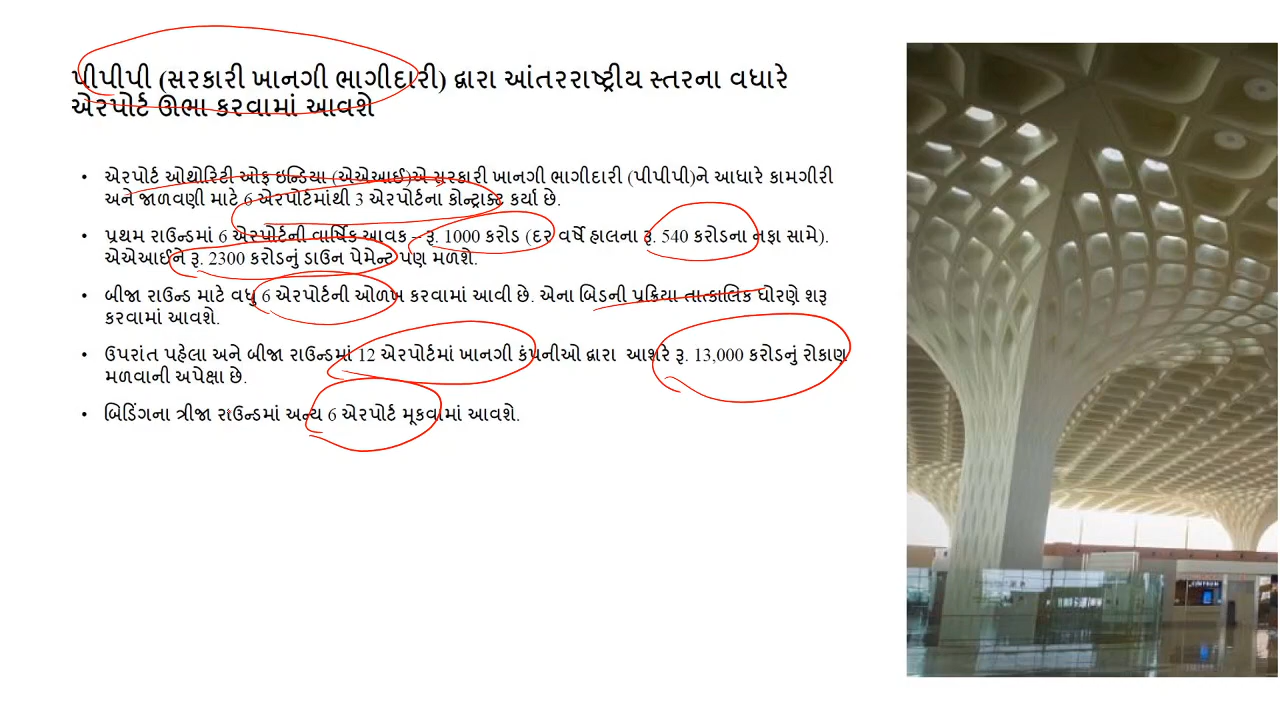 પીપીપી (સરકારી ખાનગી ભાગીદારી) દ્વારા આંતરરાષ્ટ્રીય સ્તરના વધારે
એરપોર્ટ ઊભા કરવામાં આવશે
• એરપોર્ટ ઓથોરિટી ઓફ ઇન્ડિયા (એએઆઈ)એ સરકારી ખાનગી ભાગીદારી (પીપીપી)ને આધારે કામગીરી
અને જાળવણી માટે 6 એરપોર્ટમાંથી 3 એરપોર્ટના કોન્ટ્રાક્ટ કર્યા છે.
• પ્રથમ રાઉન્ડમાં 6 એરપોર્ટની વાર્ષિક આવક – રૂ. 1000 કરોડ (દર વર્ષે હાલના રૂ. 540 કરોડના નફા સામે).
એએઆઈને રૂ. 2300 કરોડનું ડાઉન પેમેન્ટ પણ મળશે.
• બીજા રાઉન્ડ માટે વધુ 6 એરપોર્ટની ઓળખ કરવામાં આવી છે. એના બિડની પ્રક્રિયા તાત્કાલિક ધોરણે શરૂ
કરવામાં આવશે.
• ઉપરાંત પહેલા અને બીજા રાઉન્ડમાં 12 એરપોર્ટમાં ખાનગી કંપનીઓ દ્વારા આશરે રૂ. 13,000 કરોડનું રોકાણ
મળવાની અપેક્ષા છે.
• બિડિંગના ત્રીજા રાઉન્ડમાં અન્ય 6 એરપોર્ટ મૂકવામાં આવશે.